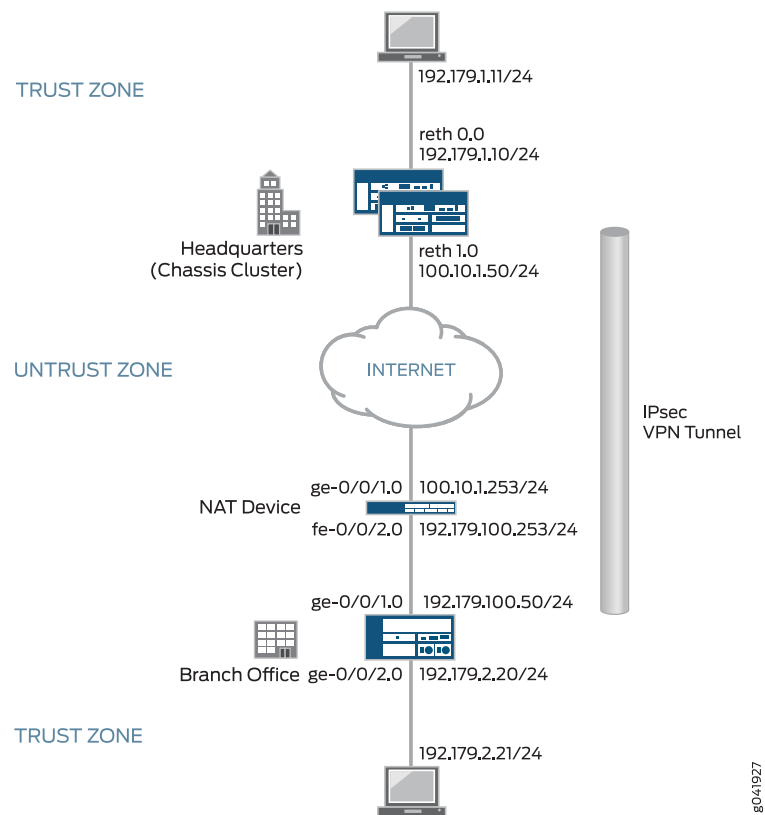 192.179.1.11/24
TRUST ZONE
reth 0.0
192.179.1.10/24
Headquarters
(Chassis Cluster)
reth 1.0
100.10.1.50/24
UNTRUST ZONE
INTERNET
IPsec
VPN Tunnel
ge-0/0/1.0 100.10.1.253/24
NAT Device
fe-0/0/2.0 192.179.100.253/24
ge-0/0/1.0 192.179.100.50/24
Branch Office ge-0/0/2.0 192.179.2.20/24
TRUST ZONE
192.179.2.21/24
g041927